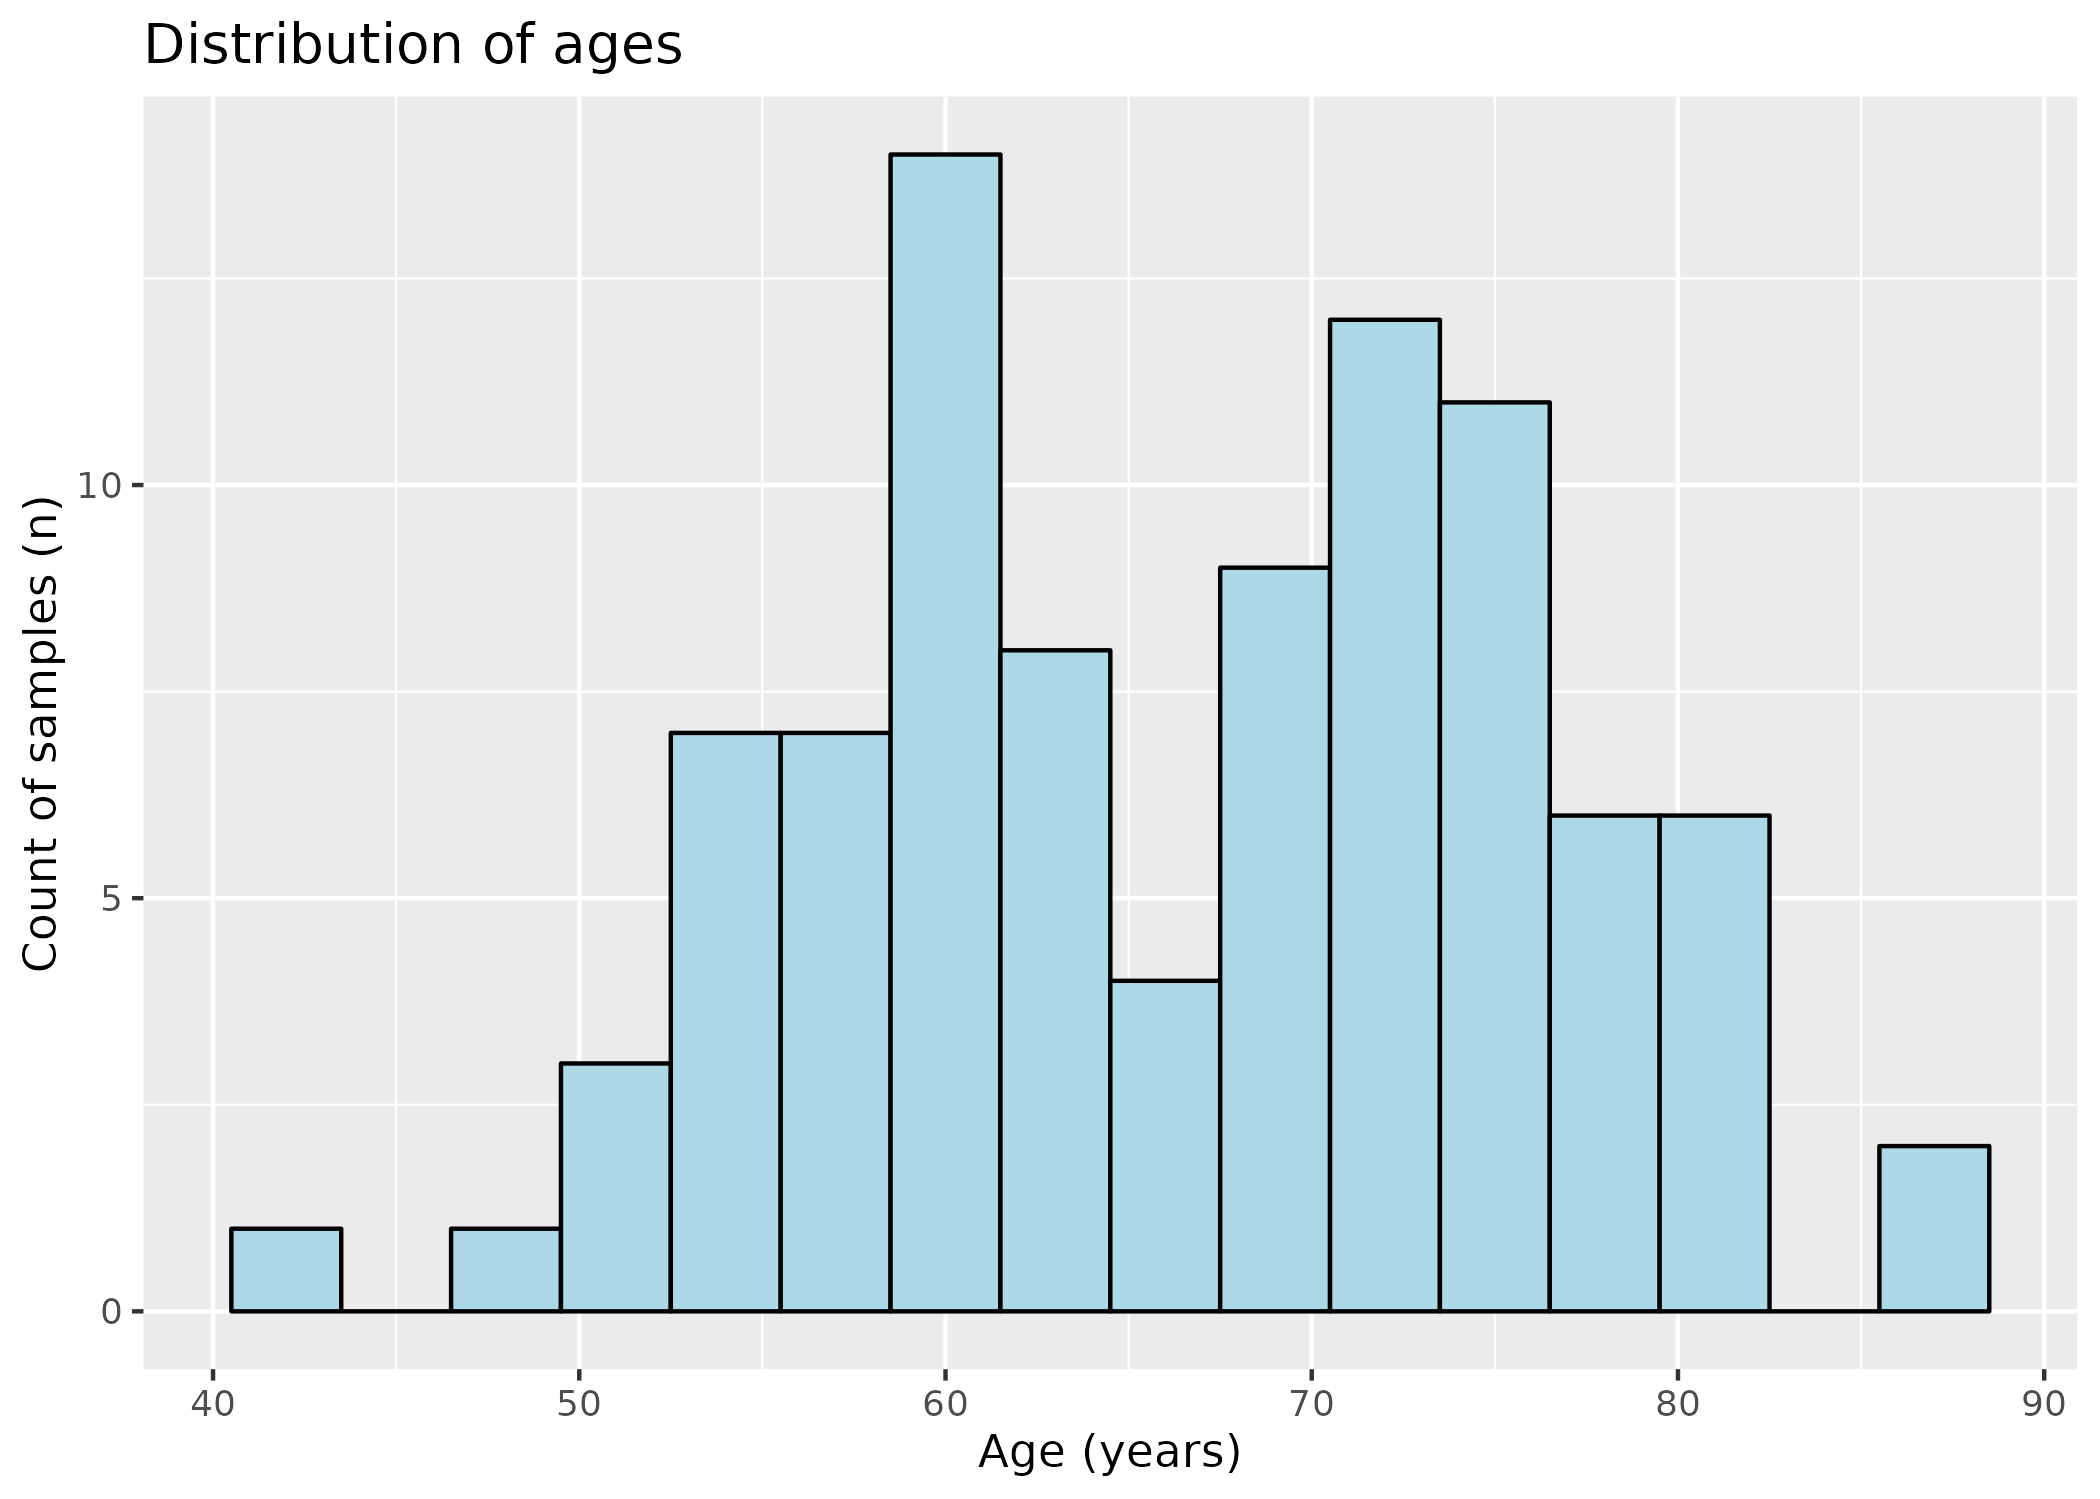 Distribution of ages
Count of samples (n)
10
5
0
40 50 60 70 80 90
Age (years)